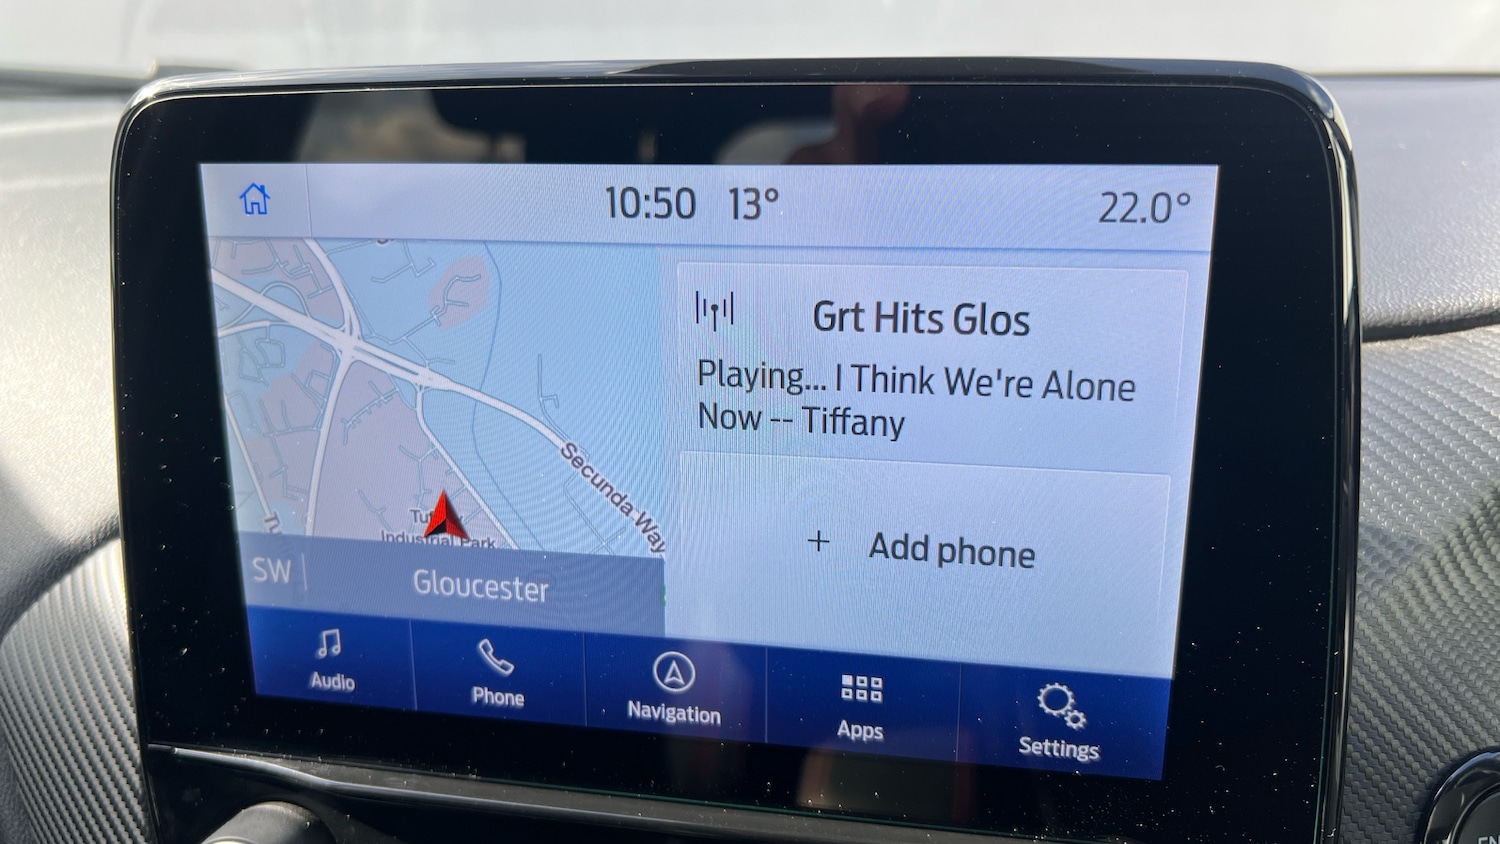 10:50 13° 22.0°
Grt Hits Glos
Playing... I Think We're Alone
Now -- Tiffany
+ Add phone
Secunda Way
Industrial Park
SW
Gloucester
Audio
Phone
Navigation
Apps
Settings